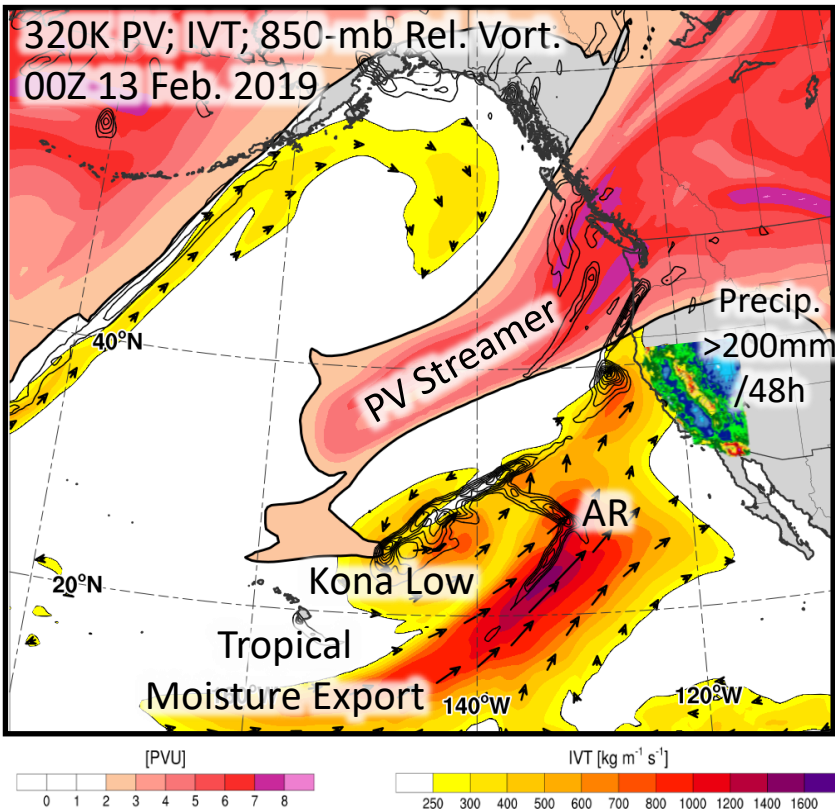 320K PV; IVT; 850-mb Rel. Vort.
00Z 13 Feb. 2019
40°N
PV Streamer
Precip.
>200mm
/48h
AR
20°N
Kona Low
Tropical
Moisture Export
140°W
120°W
[PVU]
0 1 2 3 4 5 6 7 8
IVT [kg m⁻¹ s⁻¹]
250 300 400 500 600 700 800 1000 1200 1400 1600